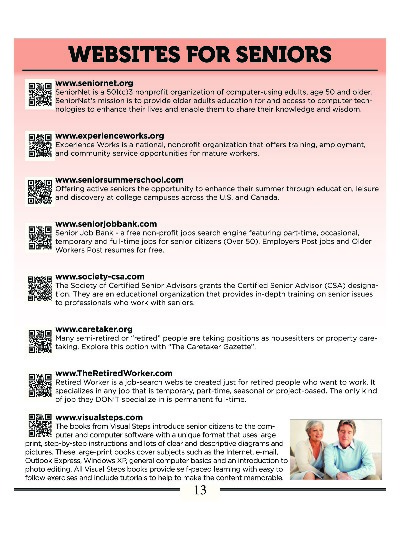 WEBSITES FOR SENIORS
www.seniornet.org
SeniorNet is a 501(c)3 nonprofit organization of computer-using adults, age 50 and older.
SeniorNet's mission is to provide older adults education for and access to computer tech-
nologies to enhance their lives and enable them to share their knowledge and wisdom.
www.experienceworks.org
Experience Works is a national, nonprofit organization that offers training, employment,
and community service opportunities for mature workers.
www.seniorsummerschool.com
Offering active seniors the opportunity to enhance their summer through education, leisure
and discovery at college campuses across the U.S. and Canada.
www.seniorjobbank.com
Senior Job Bank - a free non-profit jobs search engine featuring part-time, occasional,
temporary and full-time jobs for senior citizens (Over 50). Employers Post jobs and Older
Workers Post resumes for free.
www.society-csa.com
The Society of Certified Senior Advisors grants the Certified Senior Advisor (CSA) designa-
tion. They are an educational organization that provides in-depth training on senior issues
to professionals who work with seniors.
www.caretaker.org
Many semi-retired or "retired" people are taking positions as housesitters or property care-
taking. Explore this option with "The Caretaker Gazette".
www.TheRetiredWorker.com
Retired Worker is a job-search website created just for retired people who want to work. It
specializes in any job that is temporary, part-time, seasonal or project-based. The only kind
of job they DON'T specialize in is permanent full-time.
www.visualsteps.com
The books from Visual Steps introduce senior citizens to the com-
puter and computer software with a unique format that uses large
print, step-by-step instructions and lots of clear and descriptive diagrams and
pictures. These large-print books cover subjects such as the Internet, e-mail,
Outlook Express, Windows XP, general computer basics and an introduction to
photo editing. All Visual Steps books provide self-paced learning with easy to
follow exercises and include tutorials to help to make the content memorable.
13